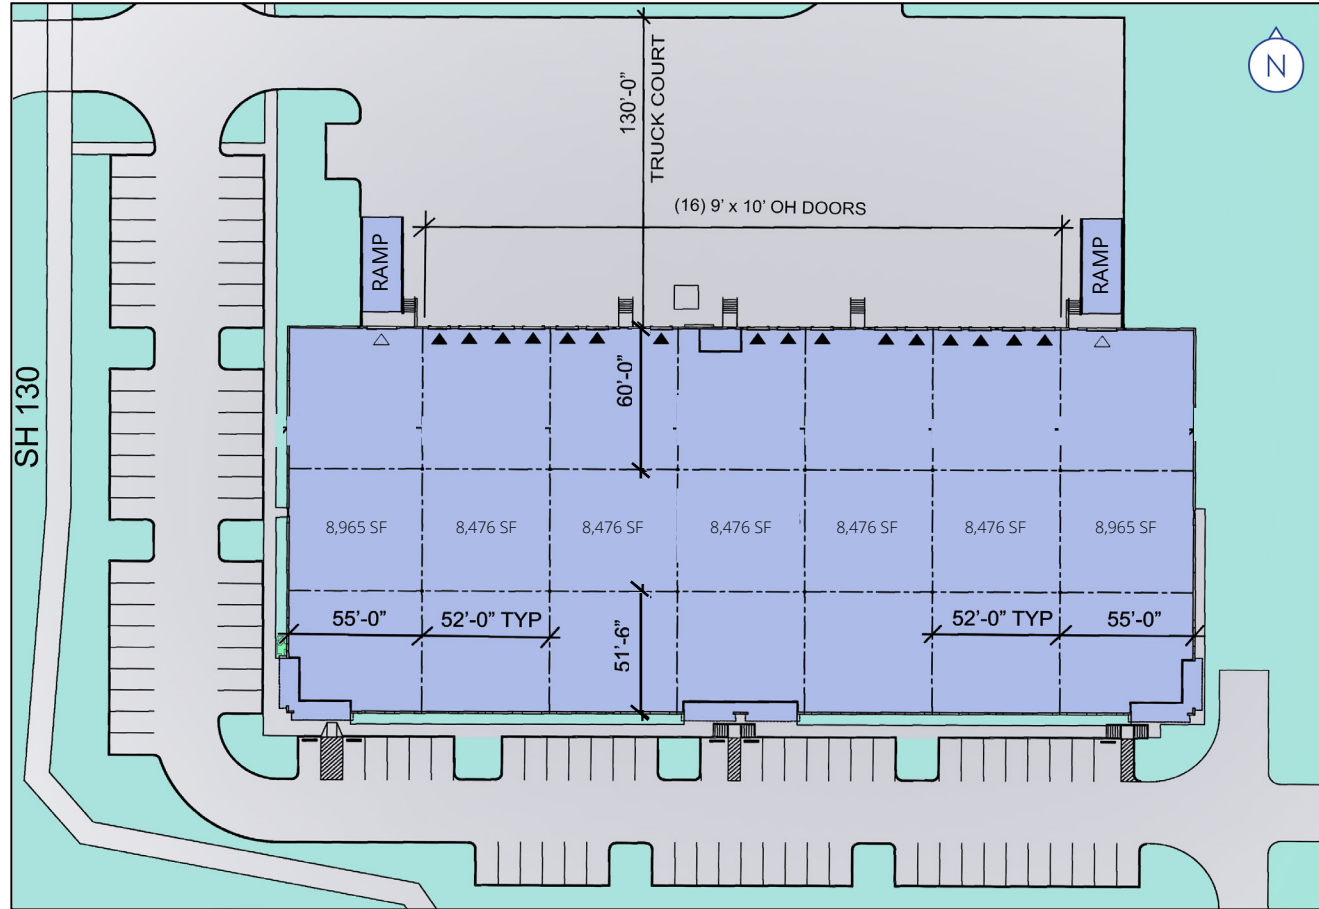 N
130'-0"
TRUCK COURT
(16) 9' x 10' OH DOORS
RAMP
RAMP
60'-0"
SH 130
8,965 SF
8,476 SF
8,476 SF
8,476 SF
8,476 SF
8,476 SF
8,965 SF
55'-0"
52'-0" TYP
51'-6"
52'-0" TYP
55'-0"